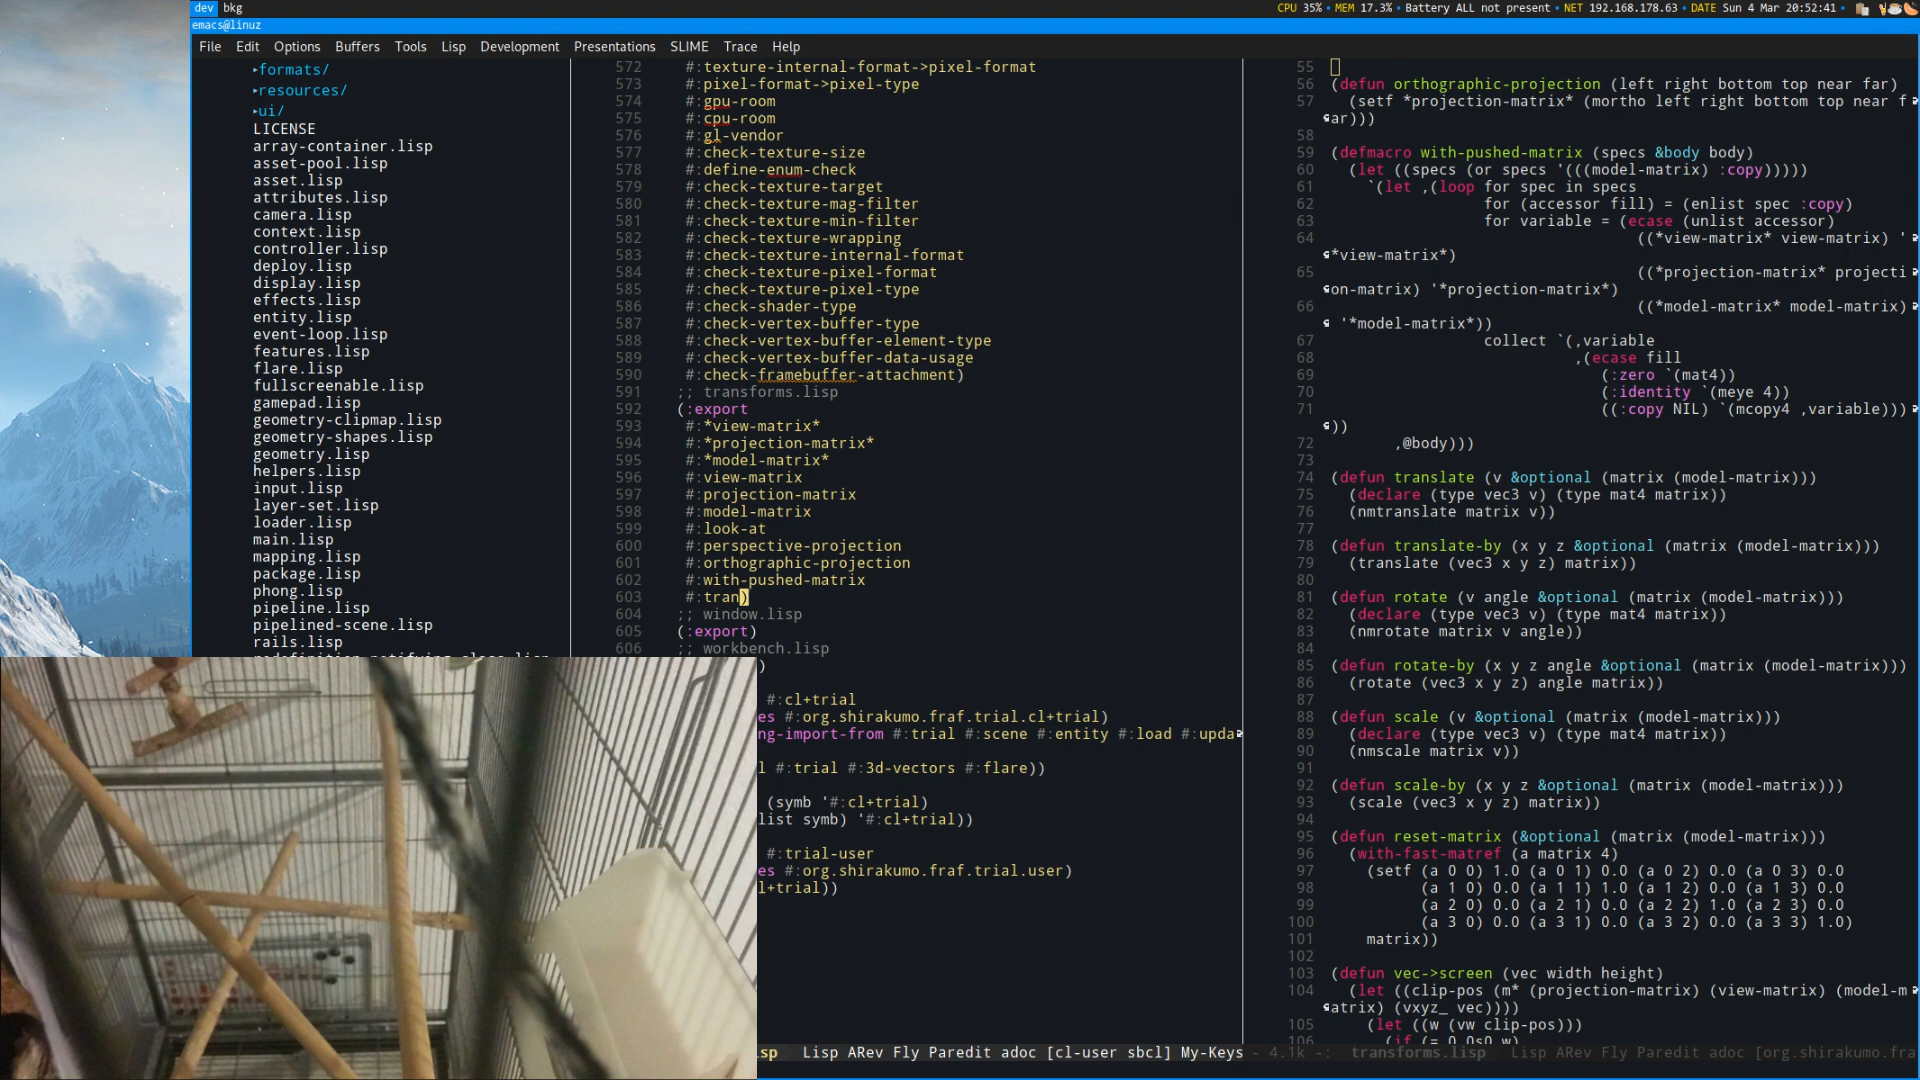 dev bkg
CPU 35% • MEM 17.3% • Battery ALL not present • NET 192.168.178.63 • DATE Sun 4 Mar 20:52:41 •
emacs@linuz
File Edit Options Buffers Tools Lisp Development Presentations SLIME Trace Help
▸formats/
▸resources/
▸ui/
LICENSE
array-container.lisp
asset-pool.lisp
asset.lisp
attributes.lisp
camera.lisp
context.lisp
controller.lisp
deploy.lisp
display.lisp
effects.lisp
entity.lisp
event-loop.lisp
features.lisp
flare.lisp
fullscreenable.lisp
gamepad.lisp
geometry-clipmap.lisp
geometry-shapes.lisp
geometry.lisp
helpers.lisp
input.lisp
layer-set.lisp
loader.lisp
main.lisp
mapping.lisp
package.lisp
phong.lisp
pipeline.lisp
pipelined-scene.lisp
rails.lisp
572 #:texture-internal-format->pixel-format
573 #:pixel-format->pixel-type
574 #:gpu-room
575 #:cpu-room
576 #:gl-vendor
577 #:check-texture-size
578 #:define-enum-check
579 #:check-texture-target
580 #:check-texture-mag-filter
581 #:check-texture-min-filter
582 #:check-texture-wrapping
583 #:check-texture-internal-format
584 #:check-texture-pixel-format
585 #:check-texture-pixel-type
586 #:check-shader-type
587 #:check-vertex-buffer-type
588 #:check-vertex-buffer-element-type
589 #:check-vertex-buffer-data-usage
590 #:check-framebuffer-attachment)
591 ;; transforms.lisp
592 (:export
593 #:*view-matrix*
594 #:*projection-matrix*
595 #:*model-matrix*
596 #:view-matrix
597 #:projection-matrix
598 #:model-matrix
599 #:look-at
600 #:perspective-projection
601 #:orthographic-projection
602 #:with-pushed-matrix
603 #:tran)
604 ;; window.lisp
605 (:export)
606 ;; workbench.lisp
)
#:cl+trial
es #:org.shirakumo.fraf.trial.cl+trial)
ng-import-from #:trial #:scene #:entity #:load #:upda
l #:trial #:3d-vectors #:flare))
(symb '#:cl+trial)
list symb) '#:cl+trial))
#:trial-user
es #:org.shirakumo.fraf.trial.user)
l+trial))
sp Lisp ARev Fly Paredit adoc [cl-user sbcl] My-Keys
55
56 (defun orthographic-projection (left right bottom top near far)
57 (setf *projection-matrix* (mortho left right bottom top near f
ar)))
58
59 (defmacro with-pushed-matrix (specs &body body)
60 (let ((specs (or specs '(((model-matrix) :copy)))))
61 `(let ,(loop for spec in specs
62 for (accessor fill) = (enlist spec :copy)
63 for variable = (ecase (unlist accessor)
64 ((*view-matrix* view-matrix) '
*view-matrix*)
65 ((*projection-matrix* projecti
on-matrix) '*projection-matrix*)
66 ((*model-matrix* model-matrix)
'*model-matrix*))
67 collect `(,variable
68 ,(ecase fill
69 (:zero `(mat4))
70 (:identity `(meye 4))
71 ((:copy NIL) `(mcopy4 ,variable)))
))
72 ,@body)))
73
74 (defun translate (v &optional (matrix (model-matrix)))
75 (declare (type vec3 v) (type mat4 matrix))
76 (nmtranslate matrix v))
77
78 (defun translate-by (x y z &optional (matrix (model-matrix)))
79 (translate (vec3 x y z) matrix))
80
81 (defun rotate (v angle &optional (matrix (model-matrix)))
82 (declare (type vec3 v) (type mat4 matrix))
83 (nmrotate matrix v angle))
84
85 (defun rotate-by (x y z angle &optional (matrix (model-matrix)))
86 (rotate (vec3 x y z) angle matrix))
87
88 (defun scale (v &optional (matrix (model-matrix)))
89 (declare (type vec3 v) (type mat4 matrix))
90 (nmscale matrix v))
91
92 (defun scale-by (x y z &optional (matrix (model-matrix)))
93 (scale (vec3 x y z) matrix))
94
95 (defun reset-matrix (&optional (matrix (model-matrix)))
96 (with-fast-matref (a matrix 4)
97 (setf (a 0 0) 1.0 (a 0 1) 0.0 (a 0 2) 0.0 (a 0 3) 0.0
98 (a 1 0) 0.0 (a 1 1) 1.0 (a 1 2) 0.0 (a 1 3) 0.0
99 (a 2 0) 0.0 (a 2 1) 0.0 (a 2 2) 1.0 (a 2 3) 0.0
100 (a 3 0) 0.0 (a 3 1) 0.0 (a 3 2) 0.0 (a 3 3) 1.0)
101 matrix))
102
103 (defun vec->screen (vec width height)
104 (let ((clip-pos (m* (projection-matrix) (view-matrix) (model-m
atrix) (vxyz_ vec))))
105 (let ((w (vw clip-pos)))
106 (if (= 0.0s0 w)
- 4.1k -: transforms.lisp Lisp ARev Fly Paredit adoc [org.shirakumo.fra